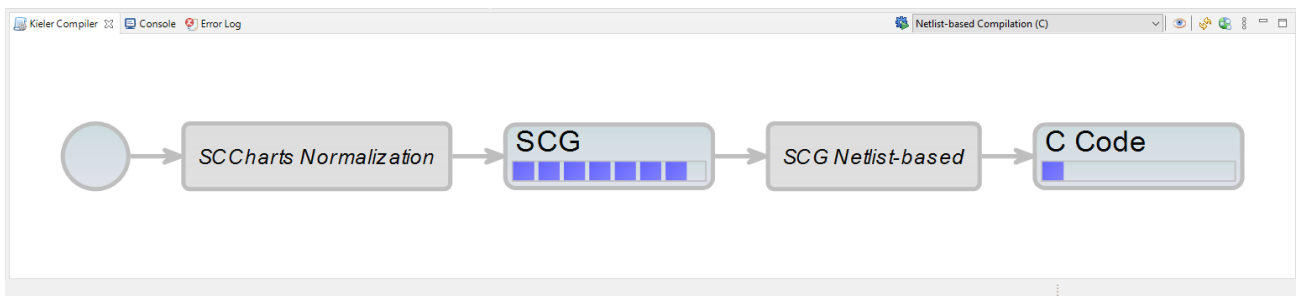 Kieler Compiler
Console
Error Log
Netlist-based Compilation (C)
SCCharts Normalization
SCG
SCG Netlist-based
C Code